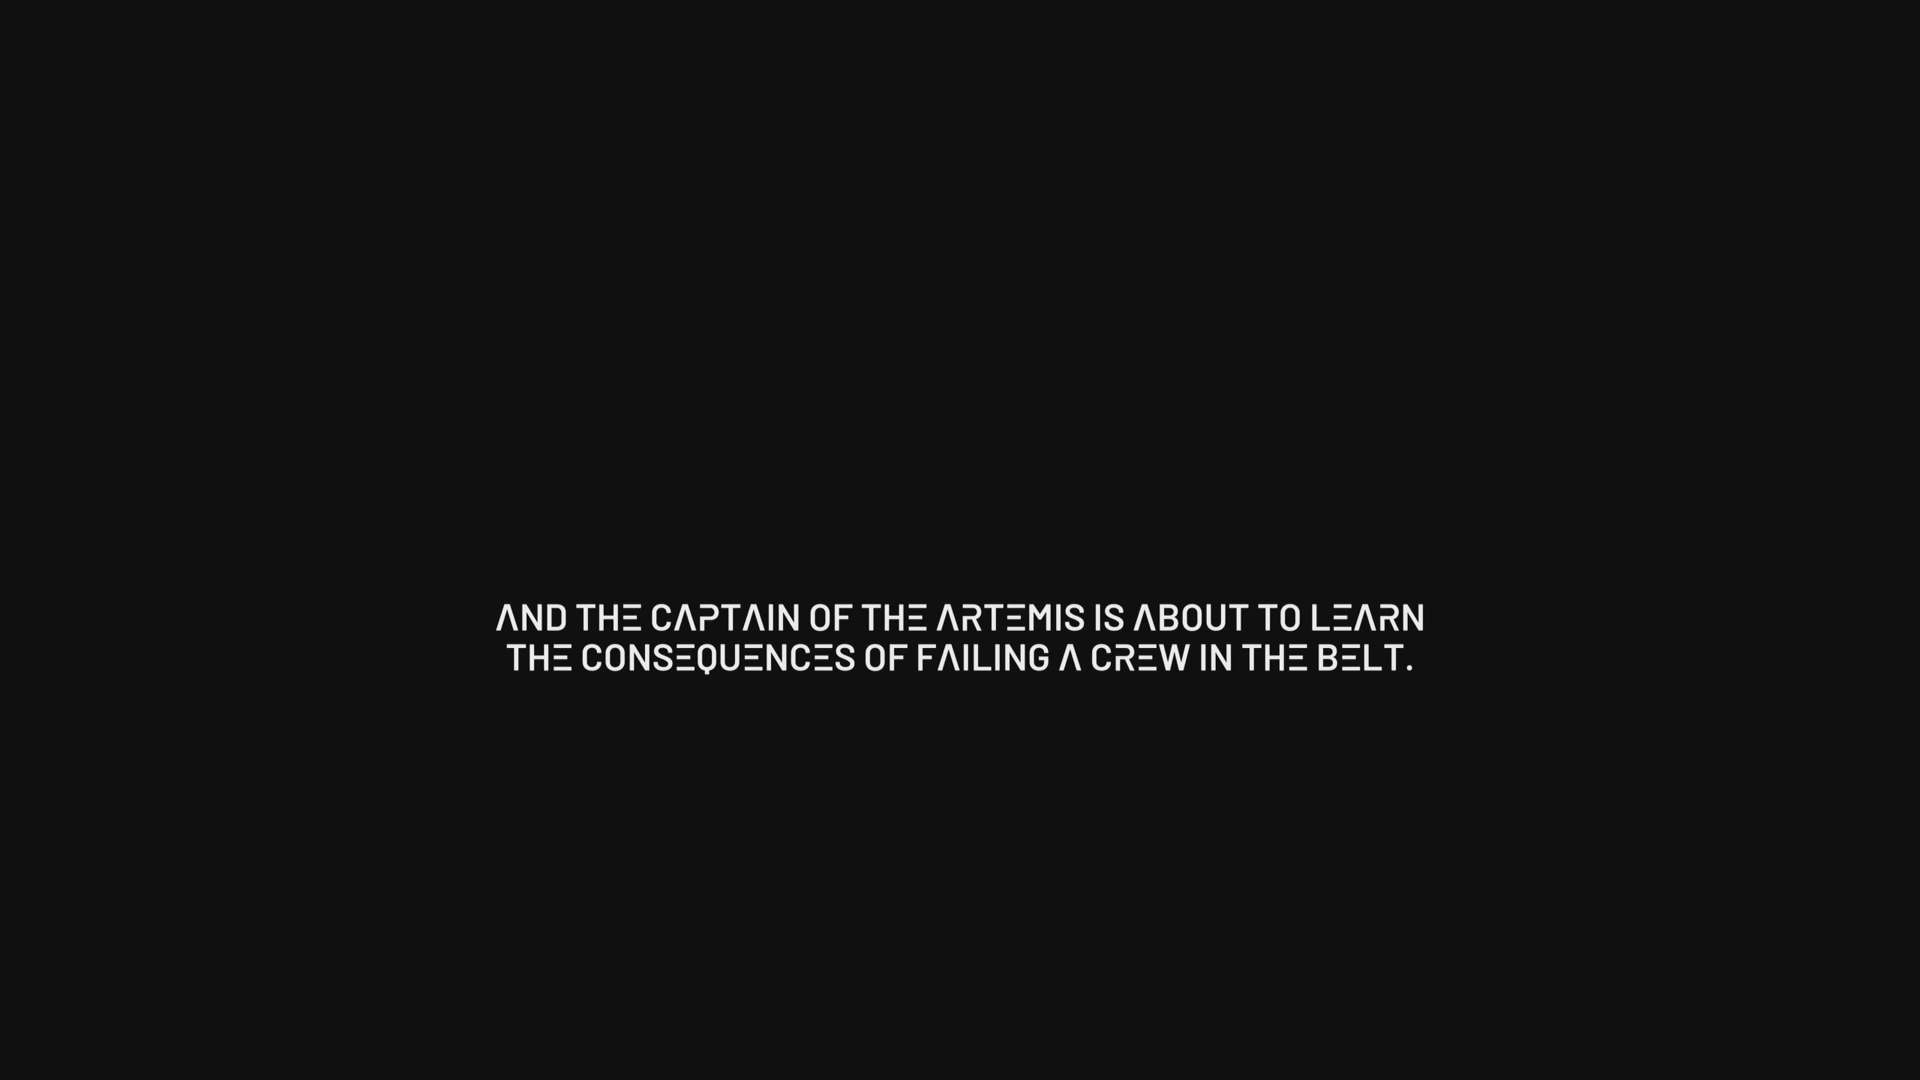 AND THE CAPTAIN OF THE ARTEMIS IS ABOUT TO LEARN
THE CONSEQUENCES OF FAILING A CREW IN THE BELT.